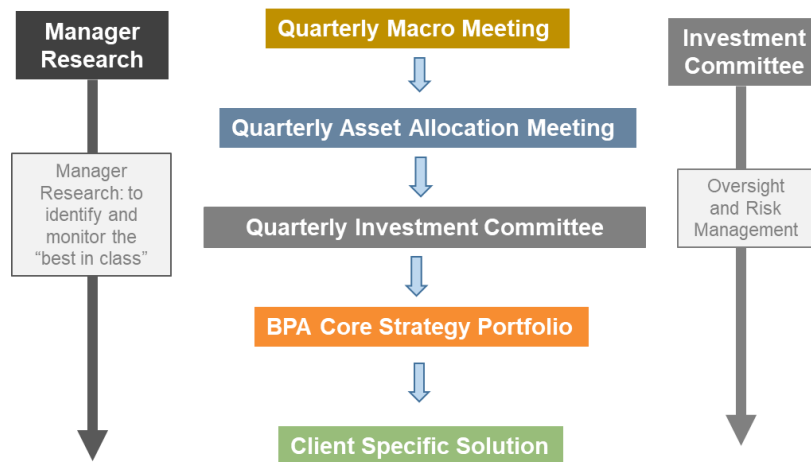 Manager
Research
Manager
Research: to
identify and
monitor the
“best in class”
Quarterly Macro Meeting
Quarterly Asset Allocation Meeting
Quarterly Investment Committee
BPA Core Strategy Portfolio
Client Specific Solution
Investment
Committee
Oversight
and Risk
Management